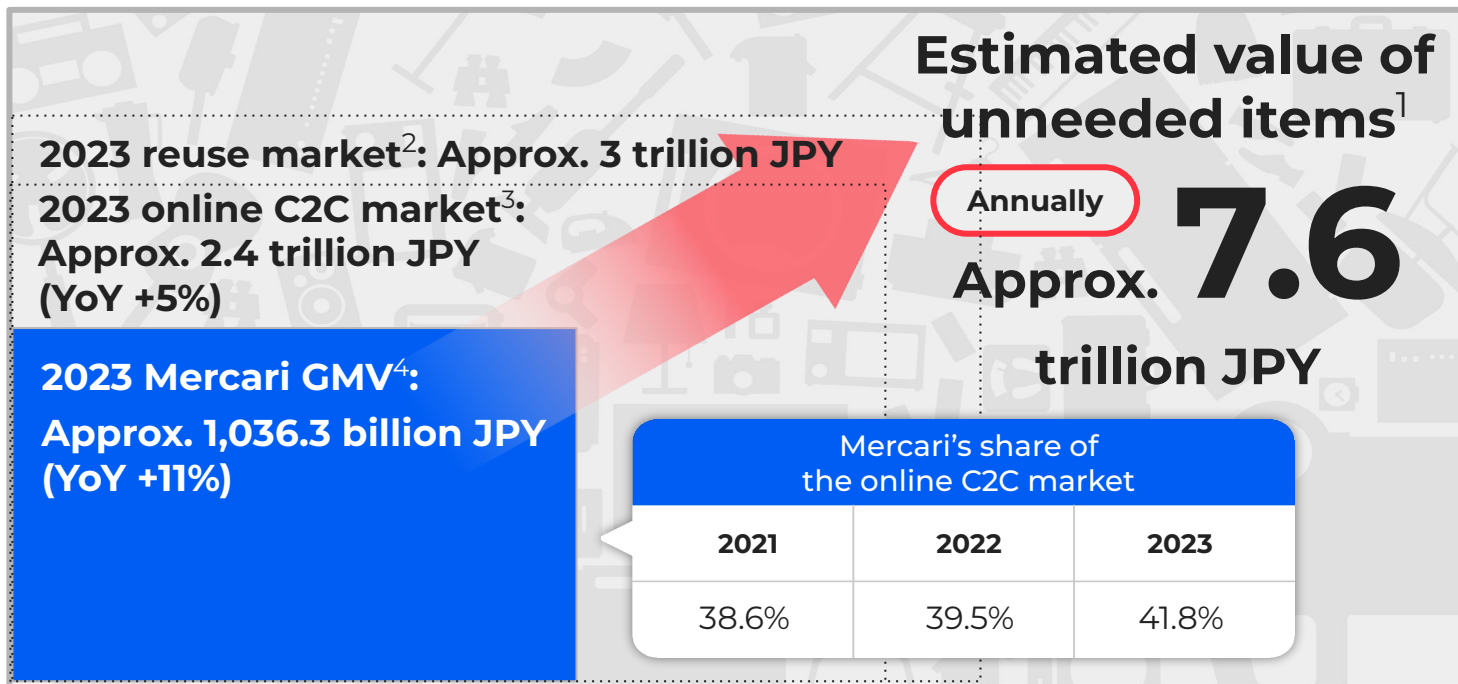 Estimated value of
unneeded items1
Annually
Approx. 7.6
trillion JPY
2023 reuse market2: Approx. 3 trillion JPY
2023 online C2C market3:
Approx. 2.4 trillion JPY
(YoY +5%)
2023 Mercari GMV4:
Approx. 1,036.3 billion JPY
(YoY +11%)
Mercari’s share of
the online C2C market
2021 2022 2023
38.6% 39.5% 41.8%